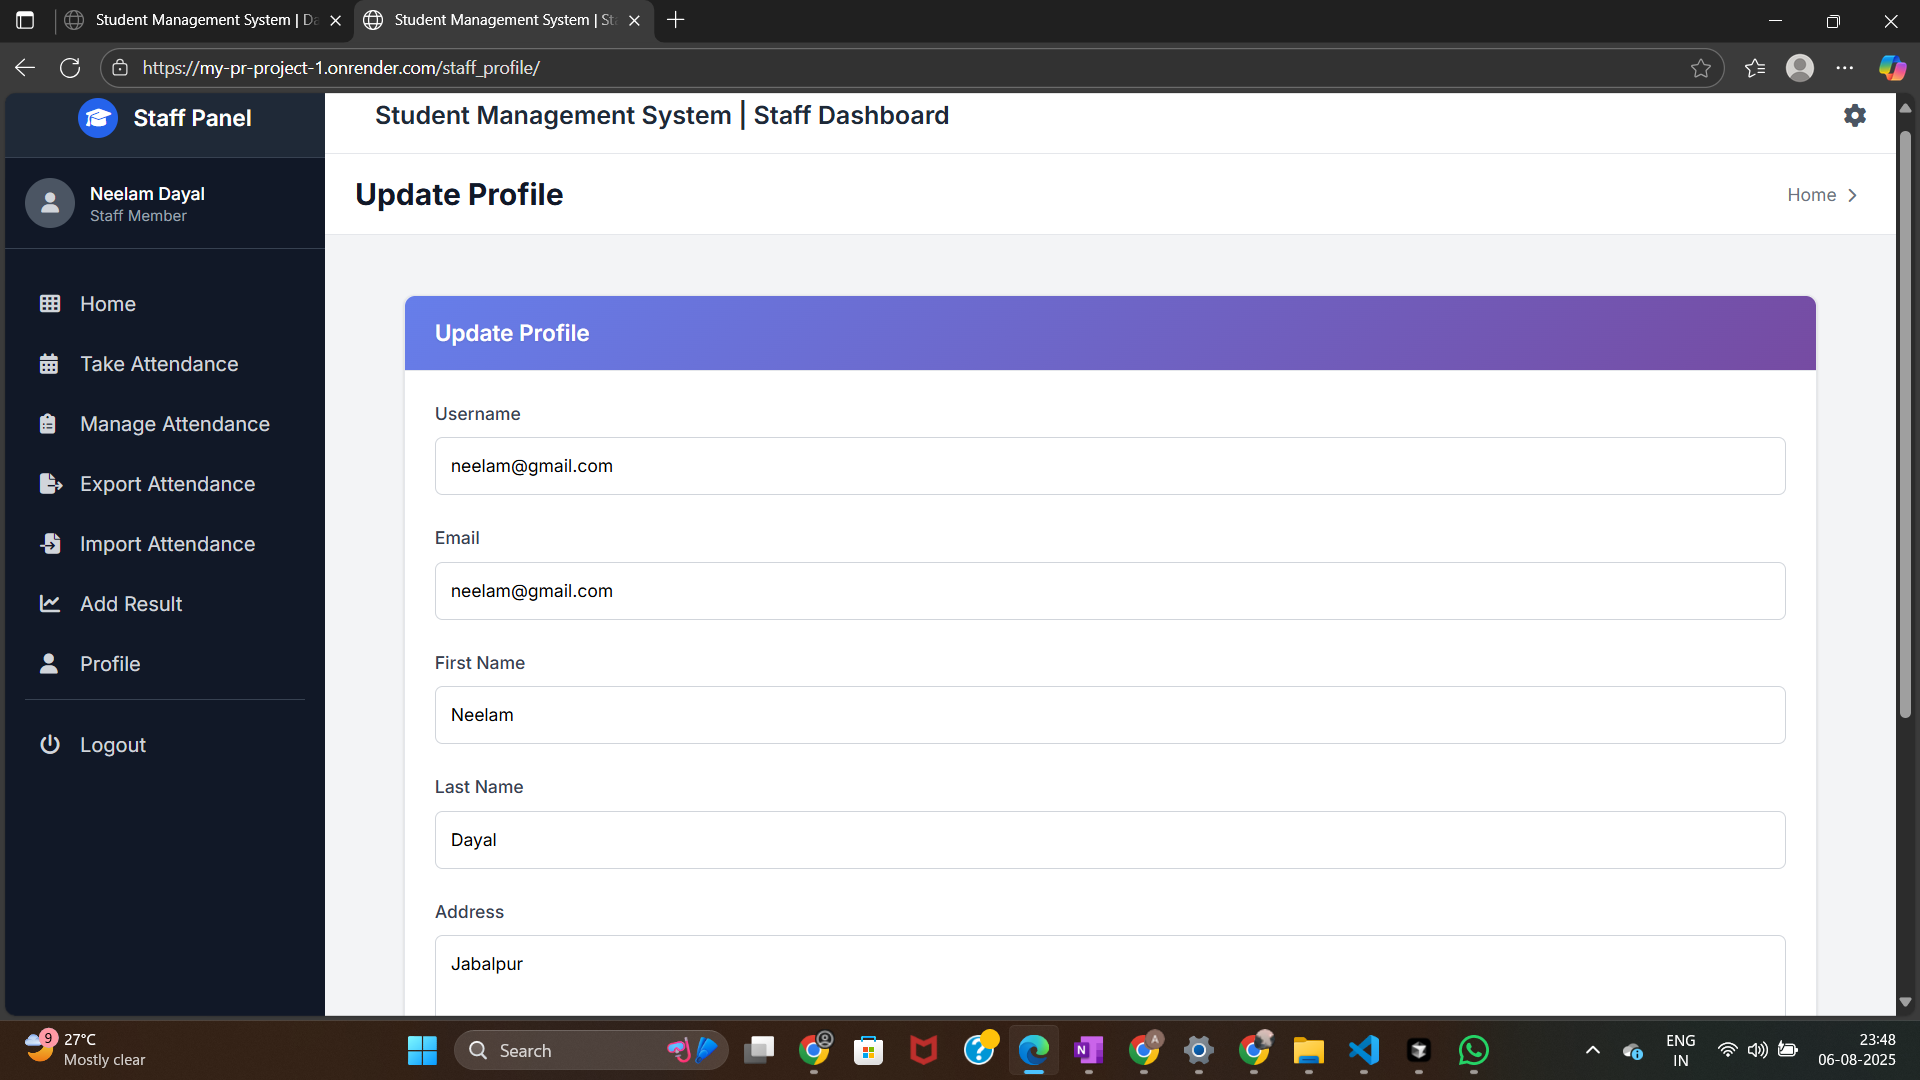 Student Management System | Da
Student Management System | Sta
https://my-pr-project-1.onrender.com/staff_profile/
Staff Panel
Student Management System | Staff Dashboard
Neelam Dayal
Staff Member
Update Profile
Home
Home
Take Attendance
Manage Attendance
Export Attendance
Import Attendance
Add Result
Profile
Logout
Update Profile
Username
neelam@gmail.com
Email
neelam@gmail.com
First Name
Neelam
Last Name
Dayal
Address
Jabalpur
9
27°C
Mostly clear
Search
A
N
ENG
IN
23:48
06-08-2025